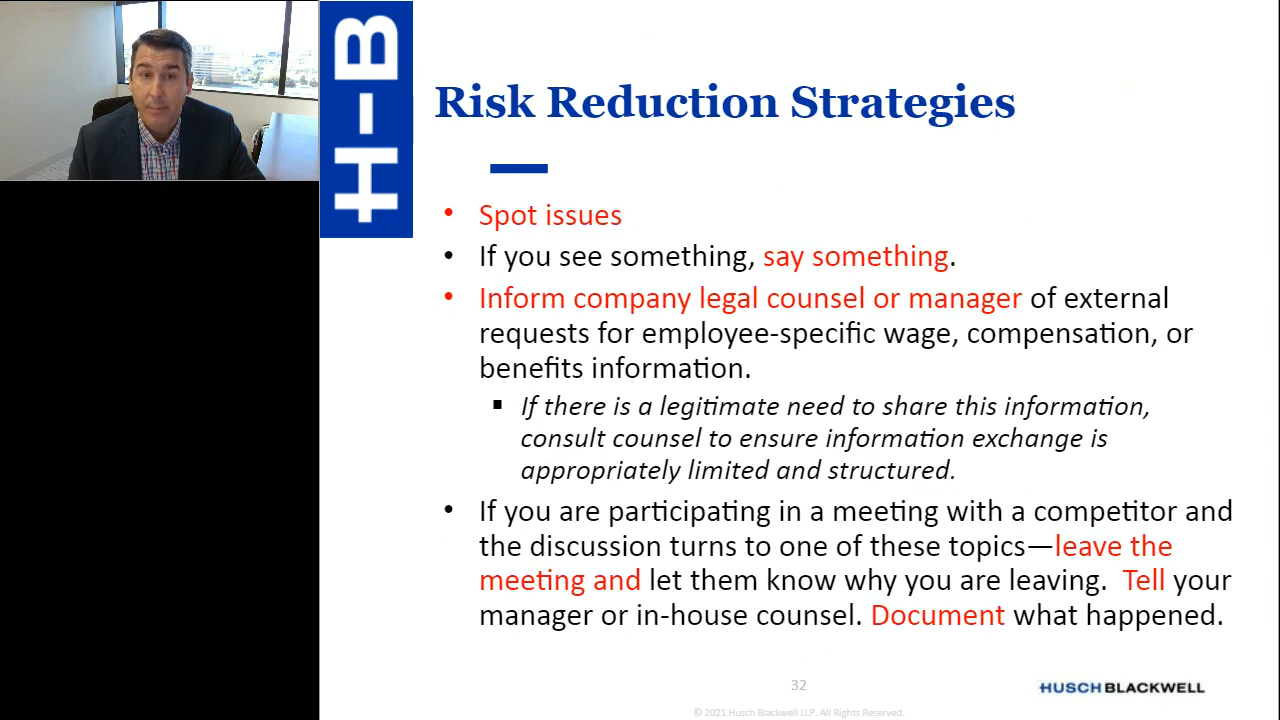 H-B
Risk Reduction Strategies
• Spot issues
• If you see something, say something.
• Inform company legal counsel or manager of external
requests for employee-specific wage, compensation, or
benefits information.
▪ If there is a legitimate need to share this information,
consult counsel to ensure information exchange is
appropriately limited and structured.
• If you are participating in a meeting with a competitor and
the discussion turns to one of these topics—leave the
meeting and let them know why you are leaving.  Tell your
manager or in-house counsel. Document what happened.
32
HUSCH BLACKWELL
© 2021 Husch Blackwell LLP. All Rights Reserved.